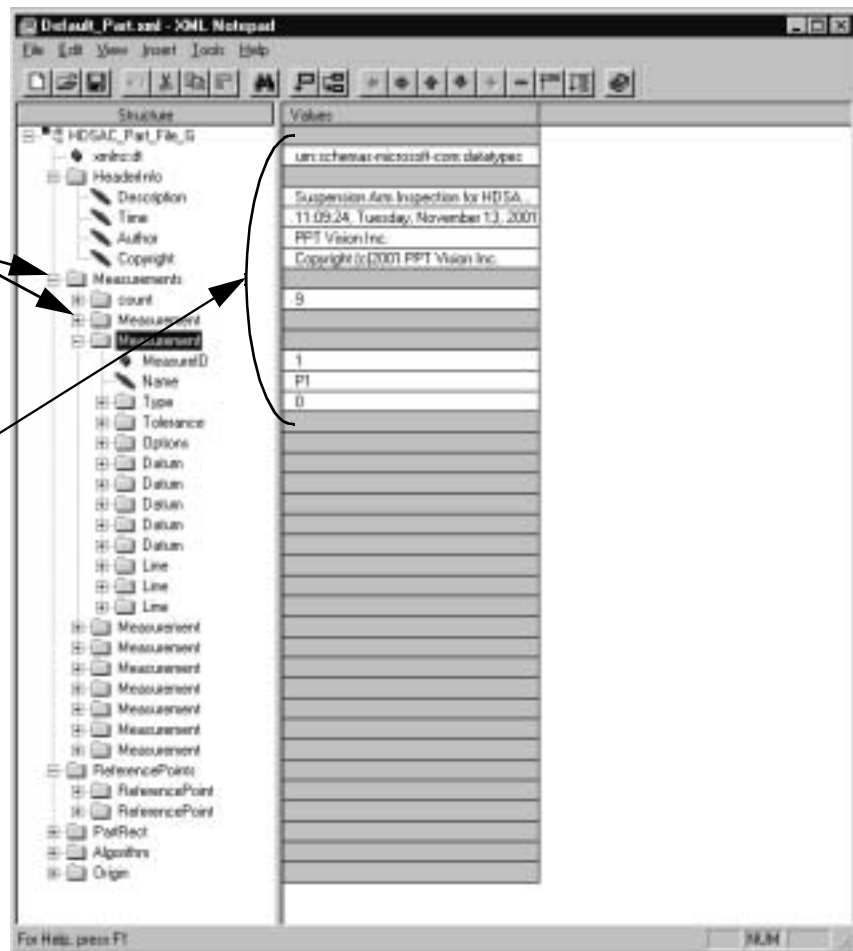 Default_Part.xml - XML Notepad
File Edit View Insert Tools Help
Structure Values
HDSAC_Part_File_G
xmlns:dt urn:schemas-microsoft-com:datatypes
HeaderInfo
Description Suspension Arm Inspection for HDSA...
Time 11:09:24, Tuesday, November 13, 2001
Author PPT Vision Inc.
Copyright Copyright (c)2001 PPT Vision Inc.
Measurements
count 9
Measurement
Measurement
MeasureID 1
Name P1
Type 0
Tolerance
Options
Datum
Datum
Datum
Datum
Datum
Line
Line
Line
Measurement
Measurement
Measurement
Measurement
Measurement
Measurement
Measurement
ReferencePoints
ReferencePoint
ReferencePoint
PartRect
Algorithm
Origin
For Help, press F1 NUM